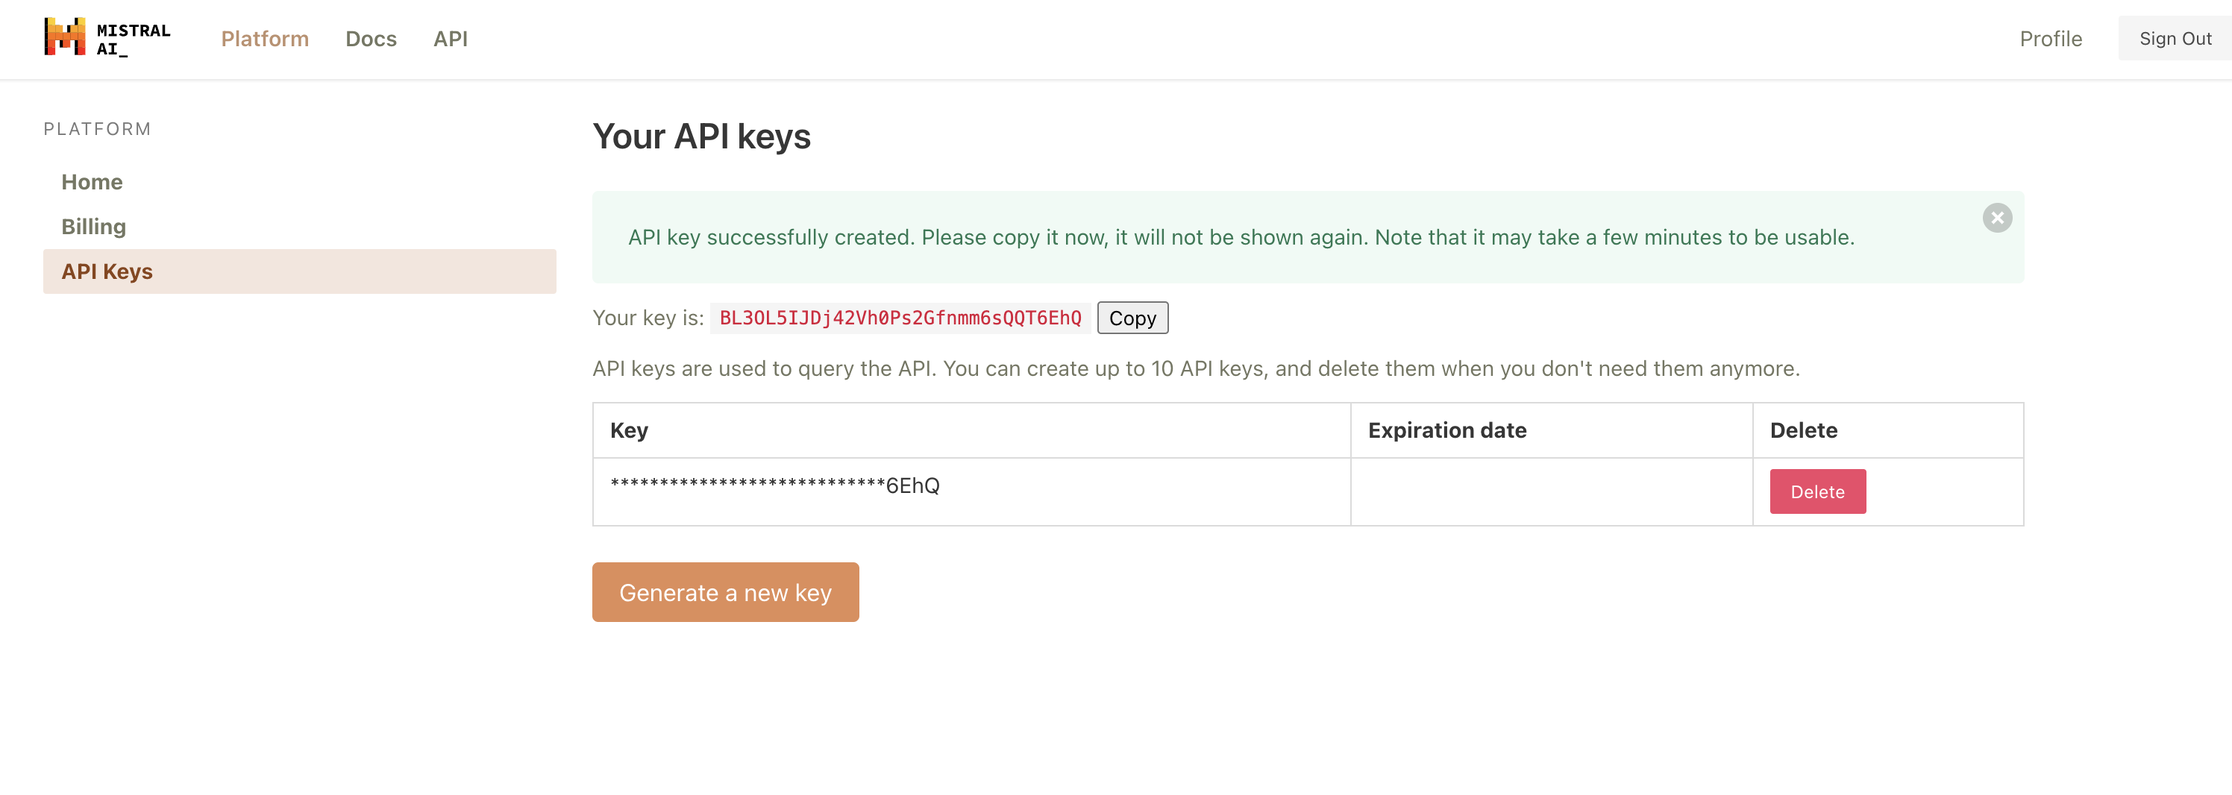 MISTRAL
AI_
Platform
Docs
API
Profile
Sign Out
PLATFORM
Home
Billing
API Keys
Your API keys
API key successfully created. Please copy it now, it will not be shown again. Note that it may take a few minutes to be usable.
Your key is: BL3OL5IJDj42Vh0Ps2Gfnmm6sQQT6EhQ Copy
API keys are used to query the API. You can create up to 10 API keys, and delete them when you don't need them anymore.
Key Expiration date Delete
****************************6EhQ Delete
Generate a new key